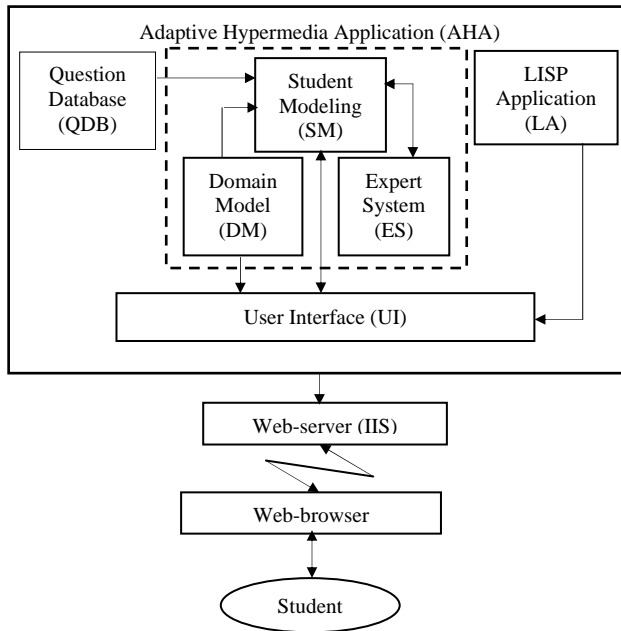 Adaptive Hypermedia Application (AHA)
Question
Database
(QDB)
Student
Modeling
(SM)
LISP
Application
(LA)
Domain
Model
(DM)
Expert
System
(ES)
User Interface (UI)
Web-server (IIS)
Web-browser
Student